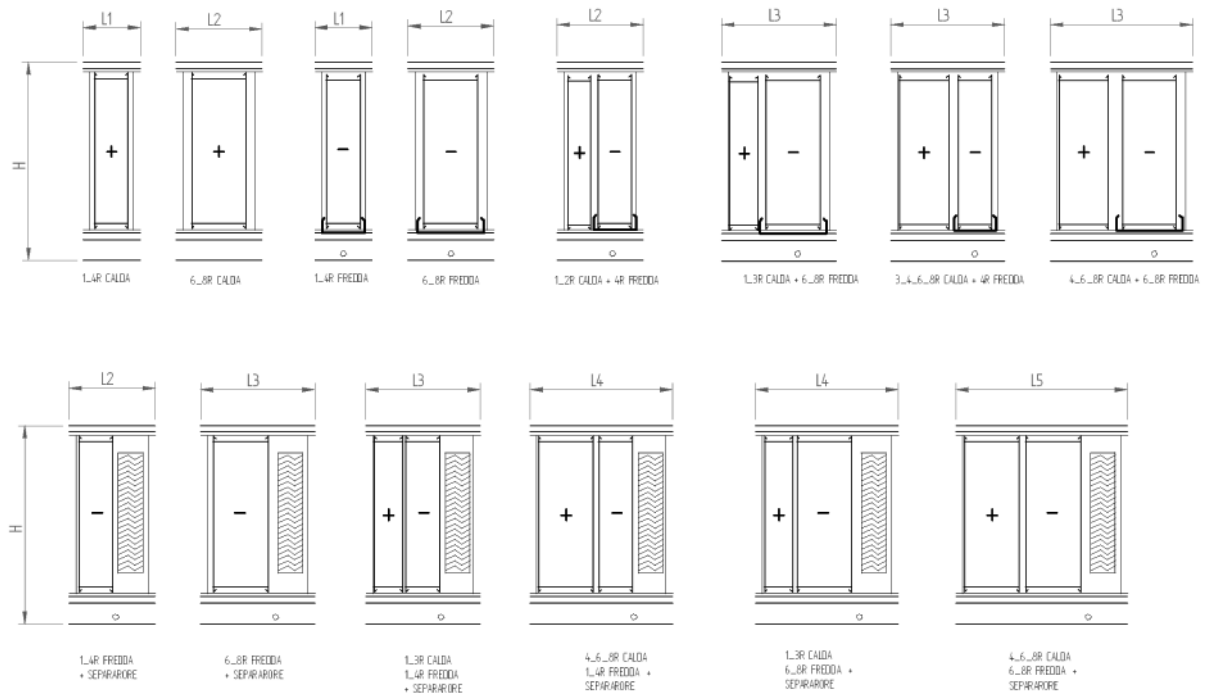 L1 L2 L1 L2 L2 L3 L3 L3
H
+ + - - + - + - + - + -
1_4R CALDA 6_8R CALDA 1_4R FREDDA 6_8R FREDDA 1_2R CALDA + 4R FREDDA 1_3R CALDA + 6_8R FREDDA 3_4_6_8R CALDA + 4R FREDDA 4_6_8R CALDA + 6_8R FREDDA
L2 L3 L3 L4 L4 L5
H
- - + - + - + - + -
1_4R FREDDA
+ SEPARARORE
6_8R FREDDA
+ SEPARARORE
1_3R CALDA
1_4R FREDDA
+ SEPARARORE
4_6_8R CALDA
1_4R FREDDA +
SEPARARORE
1_3R CALDA
6_8R FREDDA +
SEPARARORE
4_6_8R CALDA
6_8R FREDDA +
SEPARARORE